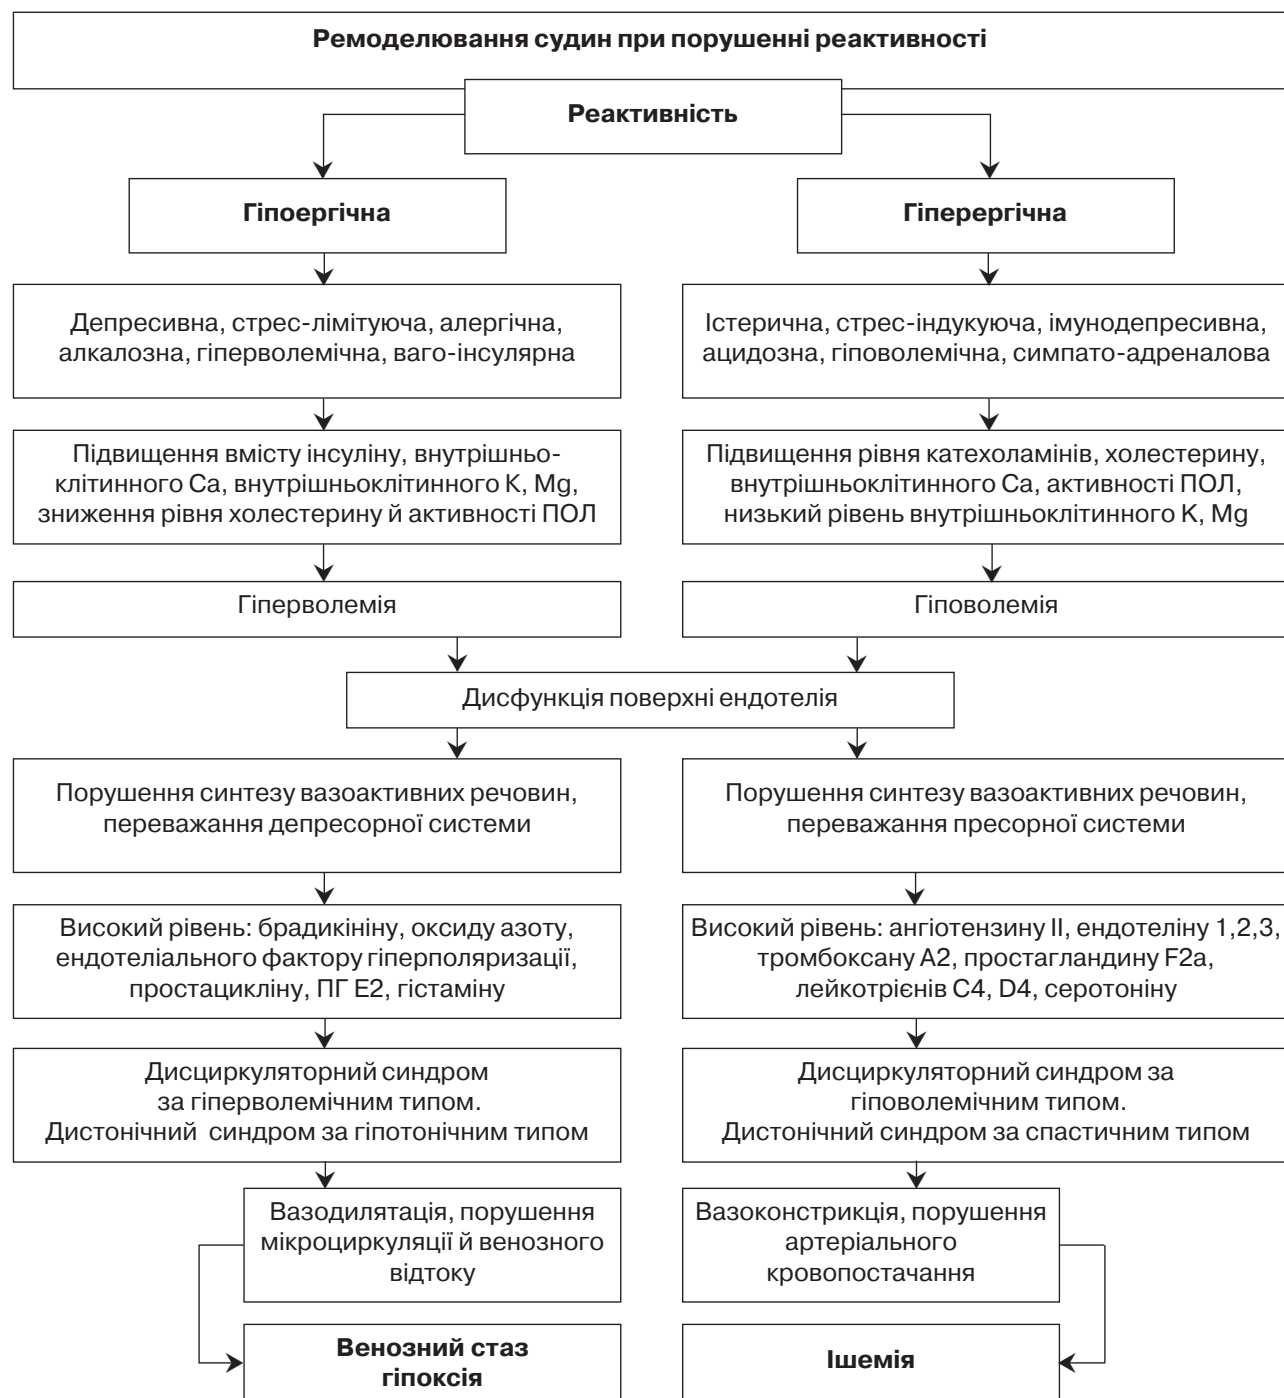 Ремоделювання судин при порушенні реактивності
Реактивність
Гіпоергічна
Гіперергічна
Депресивна, стрес-лімітуюча, алергічна,
алкалозна, гіперволемічна, ваго-інсулярна
Істерична, стрес-індукуюча, імунодепресивна,
ацидозна, гіповолемічна, симпато-адреналова
Підвищення вмісту інсуліну, внутрішньо-
клітинного Ca, внутрішньоклітинного К, Mg,
зниження рівня холестерину й активності ПОЛ
Підвищення рівня катехоламінів, холестерину,
внутрішньоклітинного Ca, активності ПОЛ,
низький рівень внутрішньоклітинного К, Mg
Гіперволемія
Гіповолемія
Дисфункція поверхні ендотелія
Порушення синтезу вазоактивних речовин,
переважання депресорної системи
Порушення синтезу вазоактивних речовин,
переважання пресорної системи
Високий рівень: брадикініну, оксиду азоту,
ендотеліального фактору гіперполяризації,
простацикліну, ПГ Е2, гістаміну
Високий рівень: ангіотензину II, ендотеліну 1,2,3,
тромбоксану А2, простагландину F2a,
лейкотрієнів C4, D4, серотоніну
Дисциркуляторний синдром
за гіперволемічним типом.
Дистонічний синдром за гіпотонічним типом
Дисциркуляторний синдром за
гіповолемічним типом.
Дистонічний синдром за спастичним типом
Вазодилятація, порушення
мікроциркуляції й венозного
відтоку
Вазоконстрикція, порушення
артеріального
кровопостачання
Венозний стаз
гіпоксія
Ішемія